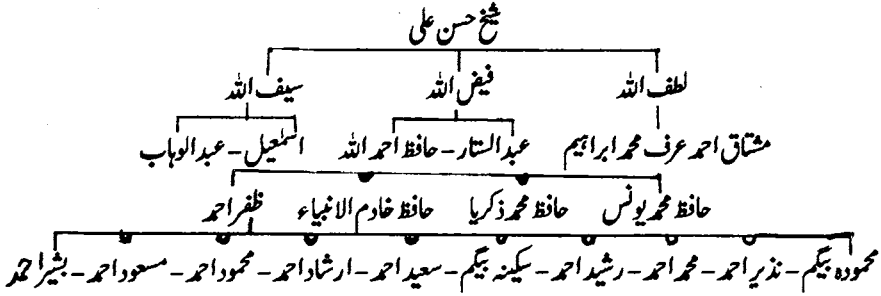 شیخ حسن علی
لطف اللہ فیض اللہ سیف اللہ
مشتاق احمد عرف محمد ابراہیم عبدالستار - حافظ احمد اللہ اسمٰعیل - عبدالوہاب
حافظ محمد یونس حافظ محمد ذکریا حافظ خادم الانبیاء ظفر احمد
محمودہ بیگم - نذیر احمد - محمد احمد - رشید احمد - سکینہ بیگم - سعید احمد - ارشاد احمد - محمود احمد - مسعود احمد - بشیر احمد